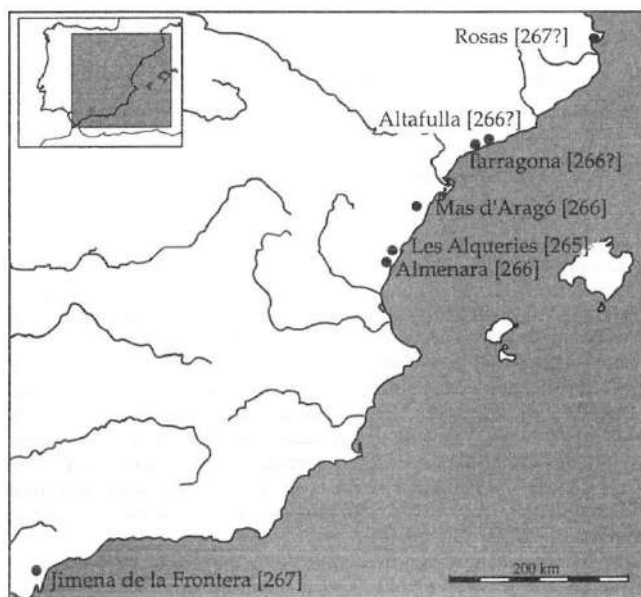 Rosas [267?]
Altafulla [266?]
Tarragona [266?]
Mas d'Aragó [266]
Les Alqueries [265]
Almenara [266]
200 km
Jimena de la Frontera [267]